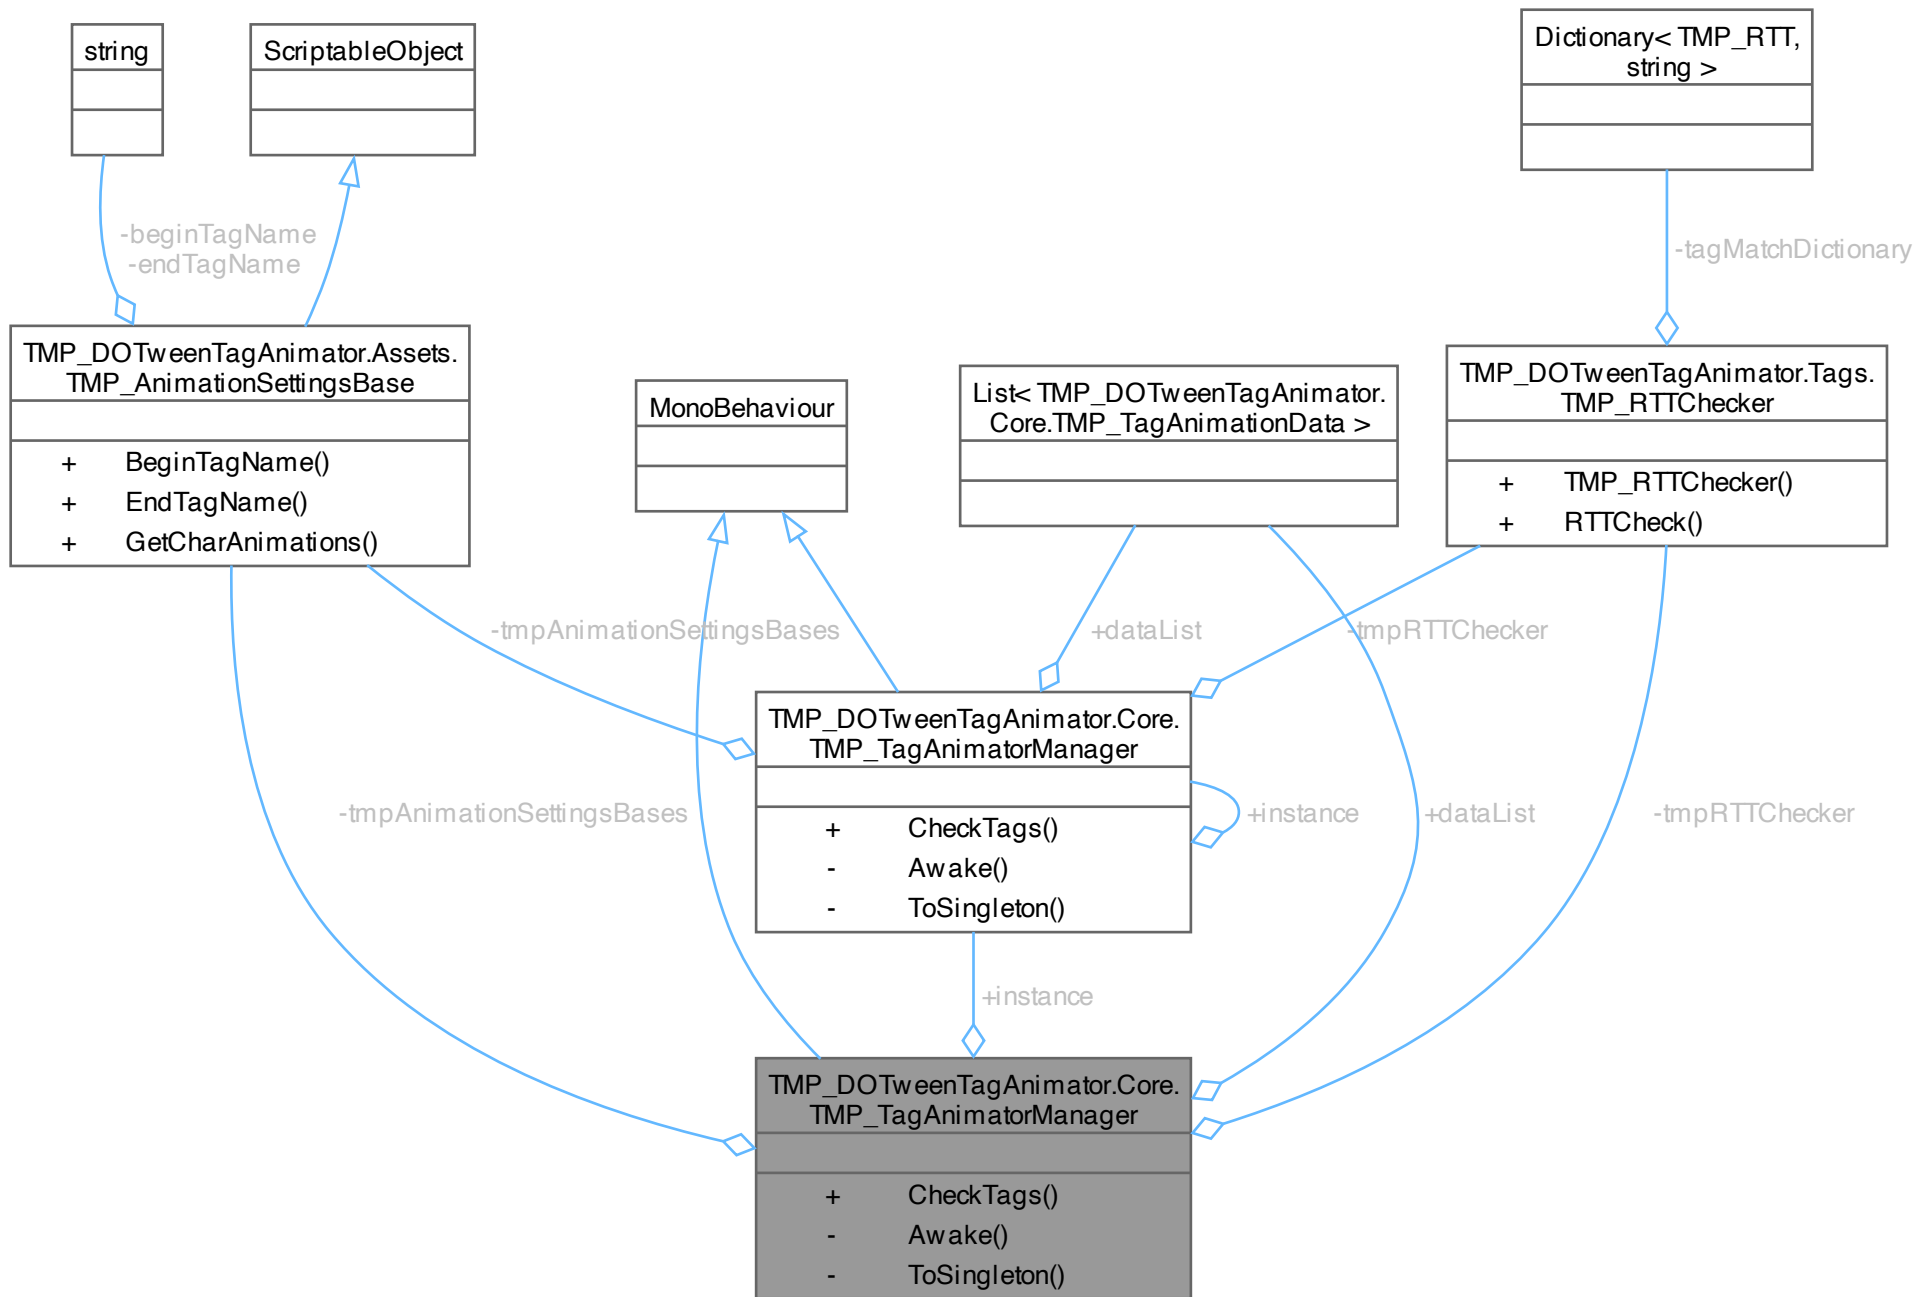 string
ScriptableObject
Dictionary< TMP_RTT,
string >
-beginTagName
-endTagName
-tagMatchDictionary
TMP_DOTweenTagAnimator.Assets.
TMP_AnimationSettingsBase
+ BeginTagName()
+ EndTagName()
+ GetCharAnimations()
MonoBehaviour
List< TMP_DOTweenTagAnimator.
Core.TMP_TagAnimationData >
TMP_DOTweenTagAnimator.Tags.
TMP_RTTChecker
+ TMP_RTTChecker()
+ RTTCheck()
-tmpAnimationSettingsBases
+dataList
-tmpRTTChecker
TMP_DOTweenTagAnimator.Core.
TMP_TagAnimatorManager
+ CheckTags()
- Awake()
- ToSingleton()
-tmpAnimationSettingsBases
+instance
+dataList
-tmpRTTChecker
+instance
TMP_DOTweenTagAnimator.Core.
TMP_TagAnimatorManager
+ CheckTags()
- Awake()
- ToSingleton()